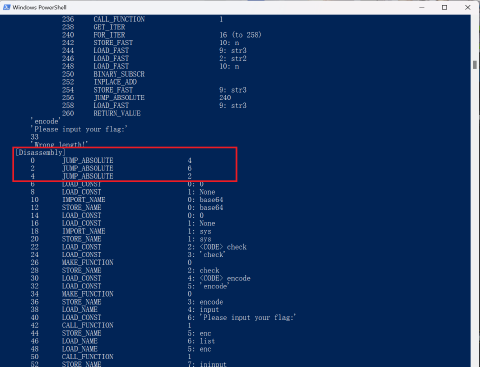 Windows PowerShell
236 CALL_FUNCTION 1
238 GET_ITER
240 FOR_ITER 16 (to 258)
242 STORE_FAST 10: n
244 LOAD_FAST 9: str3
246 LOAD_FAST 6: str2
248 LOAD_FAST 10: n
250 BINARY_SUBSCR
252 INPLACE_ADD
254 STORE_FAST 9: str3
256 JUMP_ABSOLUTE 240
258 LOAD_FAST 9: str3
260 RETURN_VALUE
'encode'
'Please input your flag:'
33
'Wrong length!'
[Disassembly]
0 JUMP_ABSOLUTE 4
2 JUMP_ABSOLUTE 6
4 JUMP_ABSOLUTE 2
6 LOAD_CONST 0: 0
8 LOAD_CONST 1: None
10 IMPORT_NAME 0: base64
12 STORE_NAME 0: base64
14 LOAD_CONST 0: 0
16 LOAD_CONST 1: None
18 IMPORT_NAME 1: sys
20 STORE_NAME 1: sys
22 LOAD_CONST 2: <CODE> check
24 LOAD_CONST 3: 'check'
26 MAKE_FUNCTION 0
28 STORE_NAME 2: check
30 LOAD_CONST 4: <CODE> encode
32 LOAD_CONST 5: 'encode'
34 MAKE_FUNCTION 0
36 STORE_NAME 3: encode
38 LOAD_NAME 4: input
40 LOAD_CONST 6: 'Please input your flag:'
42 CALL_FUNCTION 1
44 STORE_NAME 5: enc
46 LOAD_NAME 6: list
48 LOAD_NAME 5: enc
50 CALL_FUNCTION 1
52 STORE_NAME 7: ininput